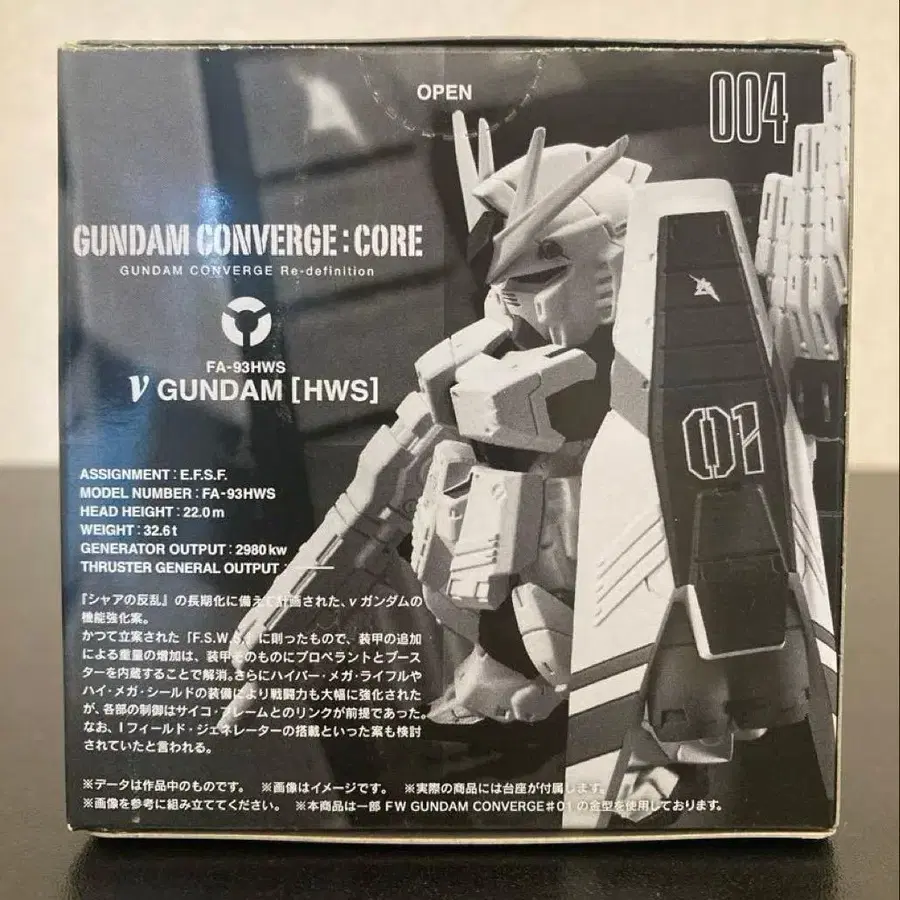 OPEN
004
GUNDAM CONVERGE:CORE
GUNDAM CONVERGE Re-definition
FA-93HWS
ν GUNDAM [HWS]
01
ASSIGNMENT : E.F.S.F.
MODEL NUMBER : FA-93HWS
HEAD HEIGHT : 22.0m
WEIGHT : 32.6t
GENERATOR OUTPUT : 2980kw
THRUSTER GENERAL OUTPUT : ——
『シャアの反乱』の長期化に備えて計画された、ν ガンダムの
機能強化案。
かつて立案された「F.S.W.S.」に則ったもので、装甲の追加
による重量の増加は、装甲そのものにプロペラントとブース
ターを内蔵することで解消。さらにハイパー・メガ・ライフルや
ハイ・メガ・シールドの装備により戦闘力も大幅に強化された
が、各部の制御はサイコ・フレームとのリンクが前提であった。
なお、Iフィールド・ジェネレーターの搭載といった案も検討
されていたと言われる。
※データは作品中のものです。 ※画像はイメージです。 ※実際の商品には台座が付属します。
※画像を参考に組み立ててください。 ※本商品は一部 FW GUNDAM CONVERGE♯01 の金型を使用しております。